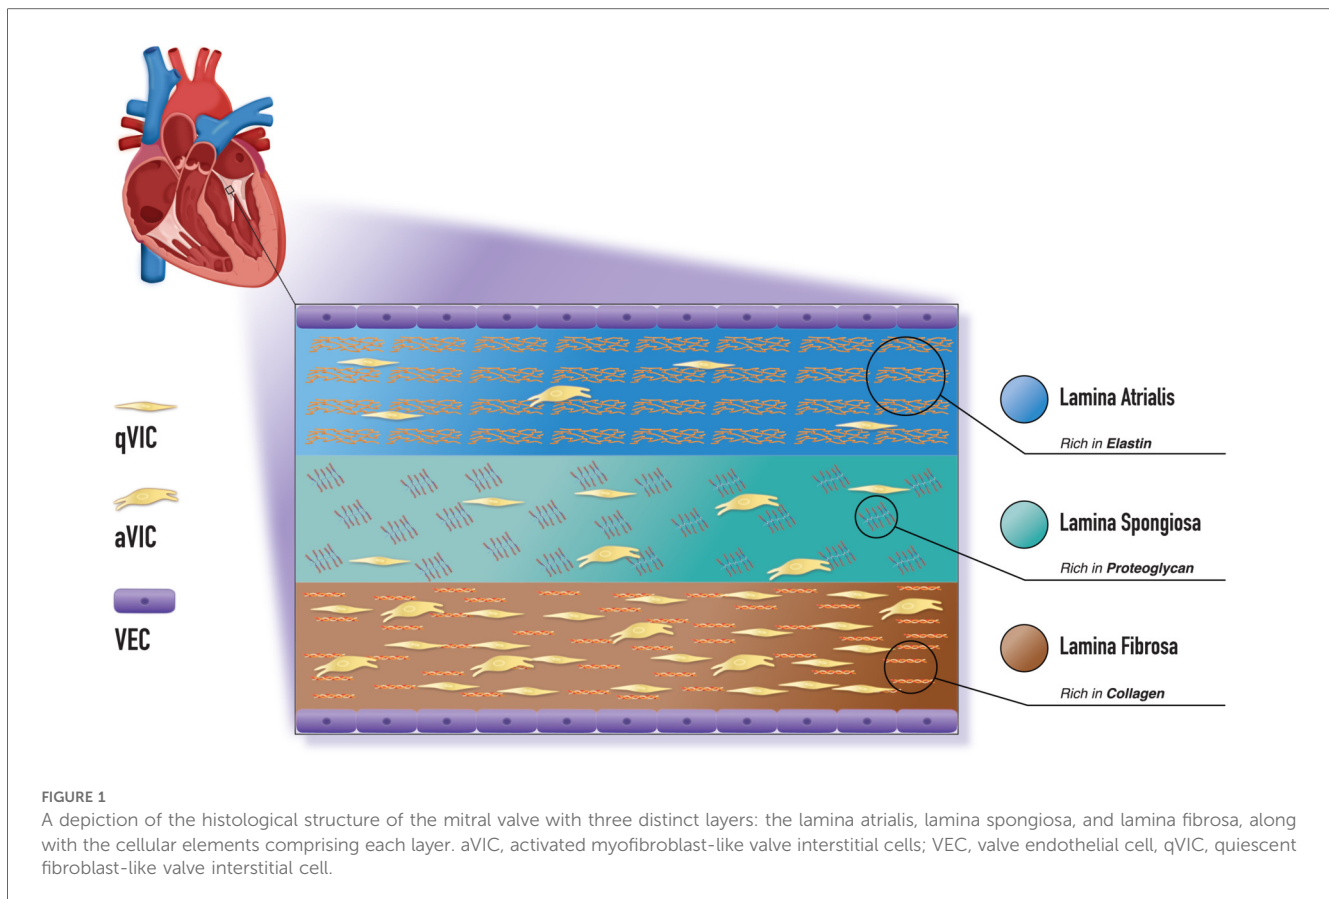 qVIC
aVIC
VEC
Lamina Atrialis
Rich in Elastin
Lamina Spongiosa
Rich in Proteoglycan
Lamina Fibrosa
Rich in Collagen
FIGURE 1
A depiction of the histological structure of the mitral valve with three distinct layers: the lamina atrialis, lamina spongiosa, and lamina fibrosa, along
with the cellular elements comprising each layer. aVIC, activated myofibroblast-like valve interstitial cells; VEC, valve endothelial cell, qVIC, quiescent
fibroblast-like valve interstitial cell.